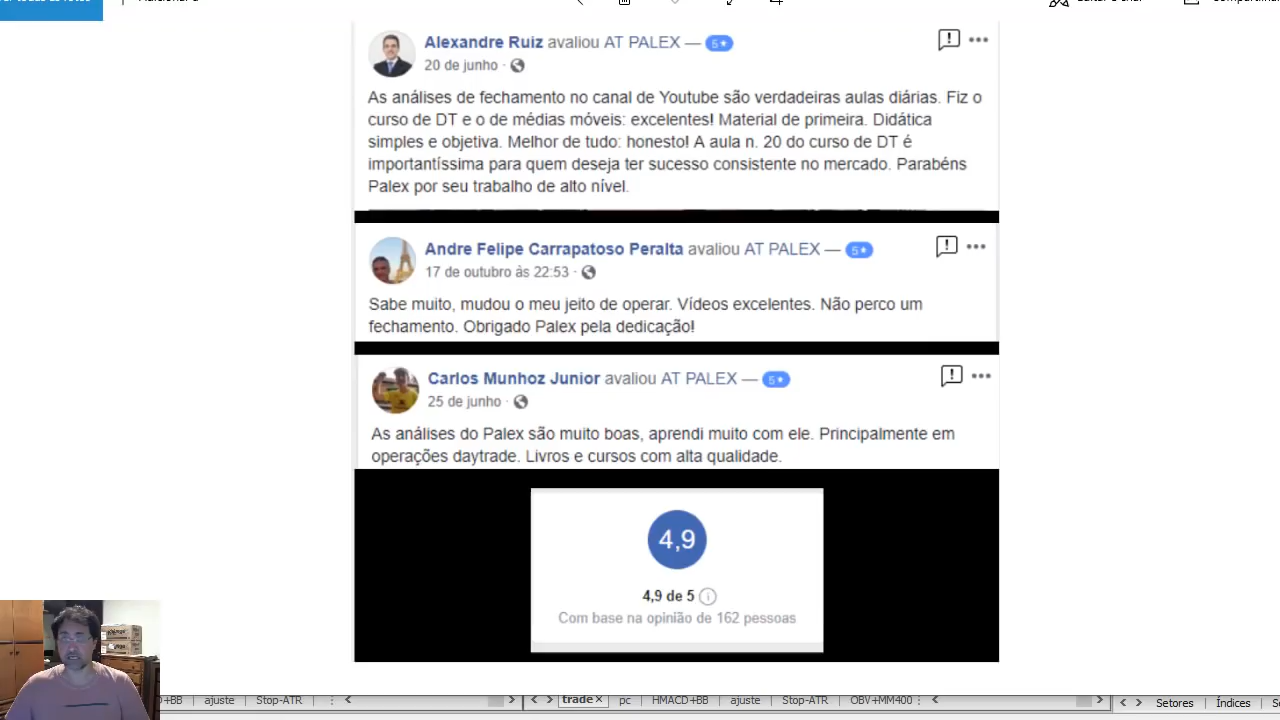 Alexandre Ruiz avaliou AT PALEX — 5★
20 de junho ·
As análises de fechamento no canal de Youtube são verdadeiras aulas diárias. Fiz o
curso de DT e o de médias móveis: excelentes! Material de primeira. Didática
simples e objetiva. Melhor de tudo: honesto! A aula n. 20 do curso de DT é
importantíssima para quem deseja ter sucesso consistente no mercado. Parabéns
Palex por seu trabalho de alto nível.
Andre Felipe Carrapatoso Peralta avaliou AT PALEX — 5★
17 de outubro às 22:53 ·
Sabe muito, mudou o meu jeito de operar. Vídeos excelentes. Não perco um
fechamento. Obrigado Palex pela dedicação!
Carlos Munhoz Junior avaliou AT PALEX — 5★
25 de junho ·
As análises do Palex são muito boas, aprendi muito com ele. Principalmente em
operações daytrade. Livros e cursos com alta qualidade.
4,9
4,9 de 5
Com base na opinião de 162 pessoas
+BB ajuste Stop-ATR trade pc HMACD+BB ajuste Stop-ATR OBV+MM400 Setores Índices